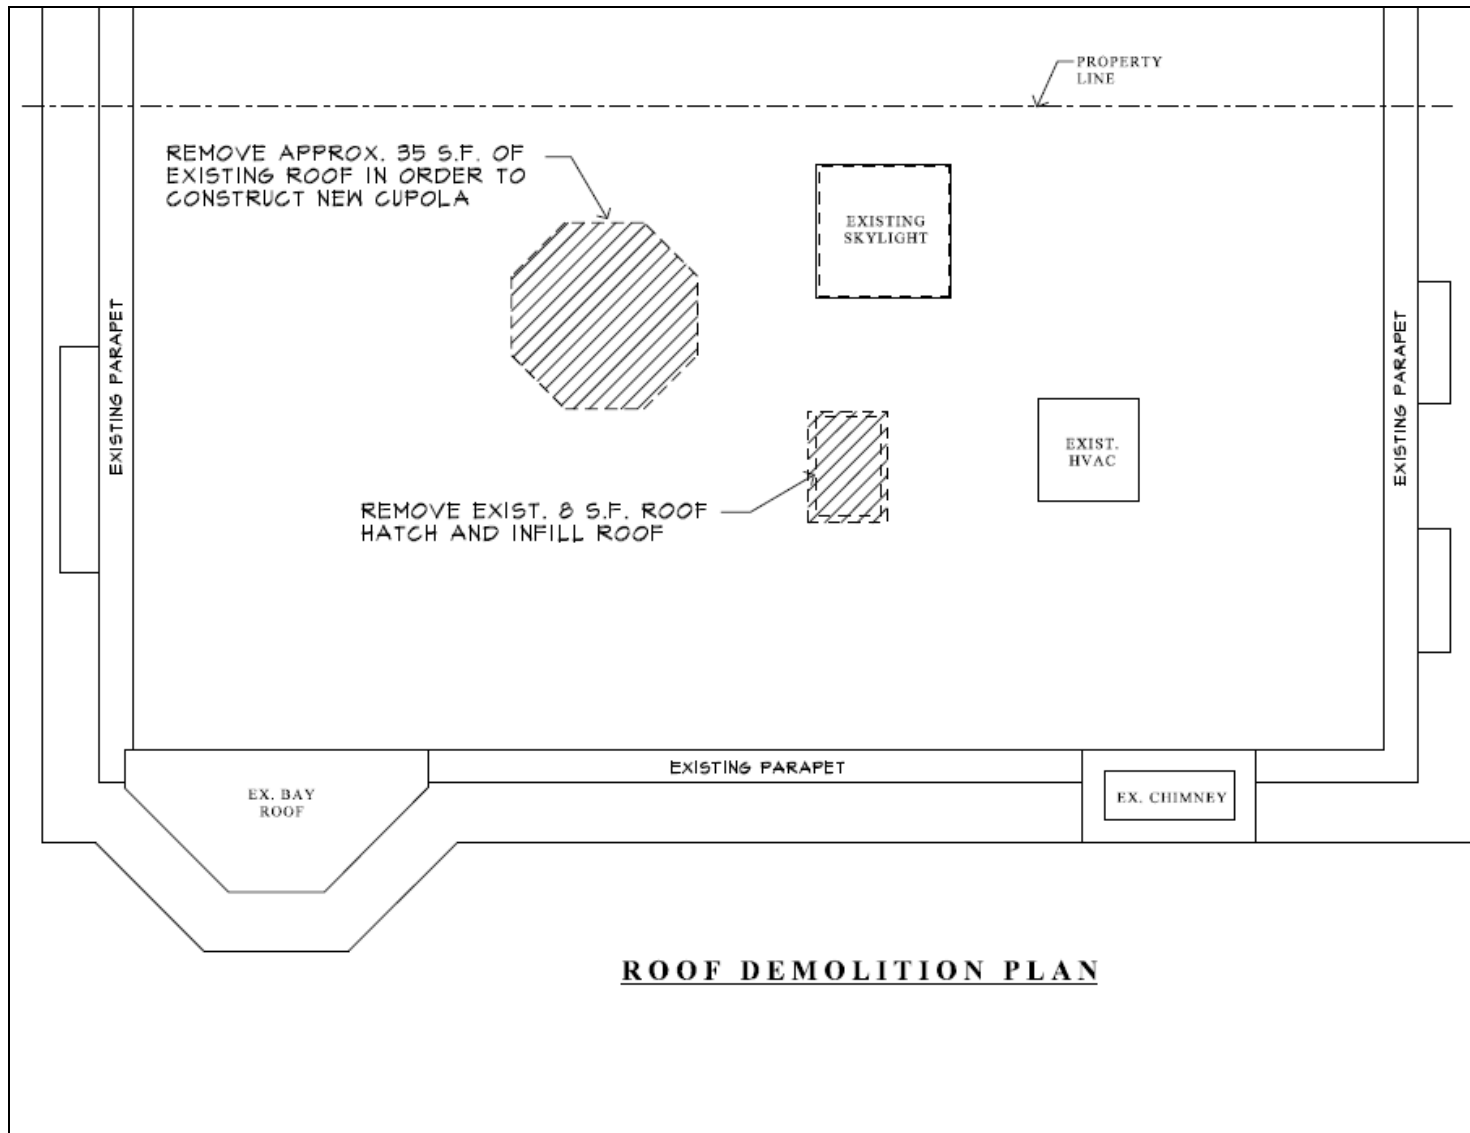 PROPERTY
LINE
REMOVE APPROX. 35 S.F. OF
EXISTING ROOF IN ORDER TO
CONSTRUCT NEW CUPOLA
EXISTING
SKYLIGHT
EXISTING PARAPET
EXISTING PARAPET
EXIST.
HVAC
REMOVE EXIST. 8 S.F. ROOF
HATCH AND INFILL ROOF
EXISTING PARAPET
EX. BAY
ROOF
EX. CHIMNEY
ROOF DEMOLITION PLAN